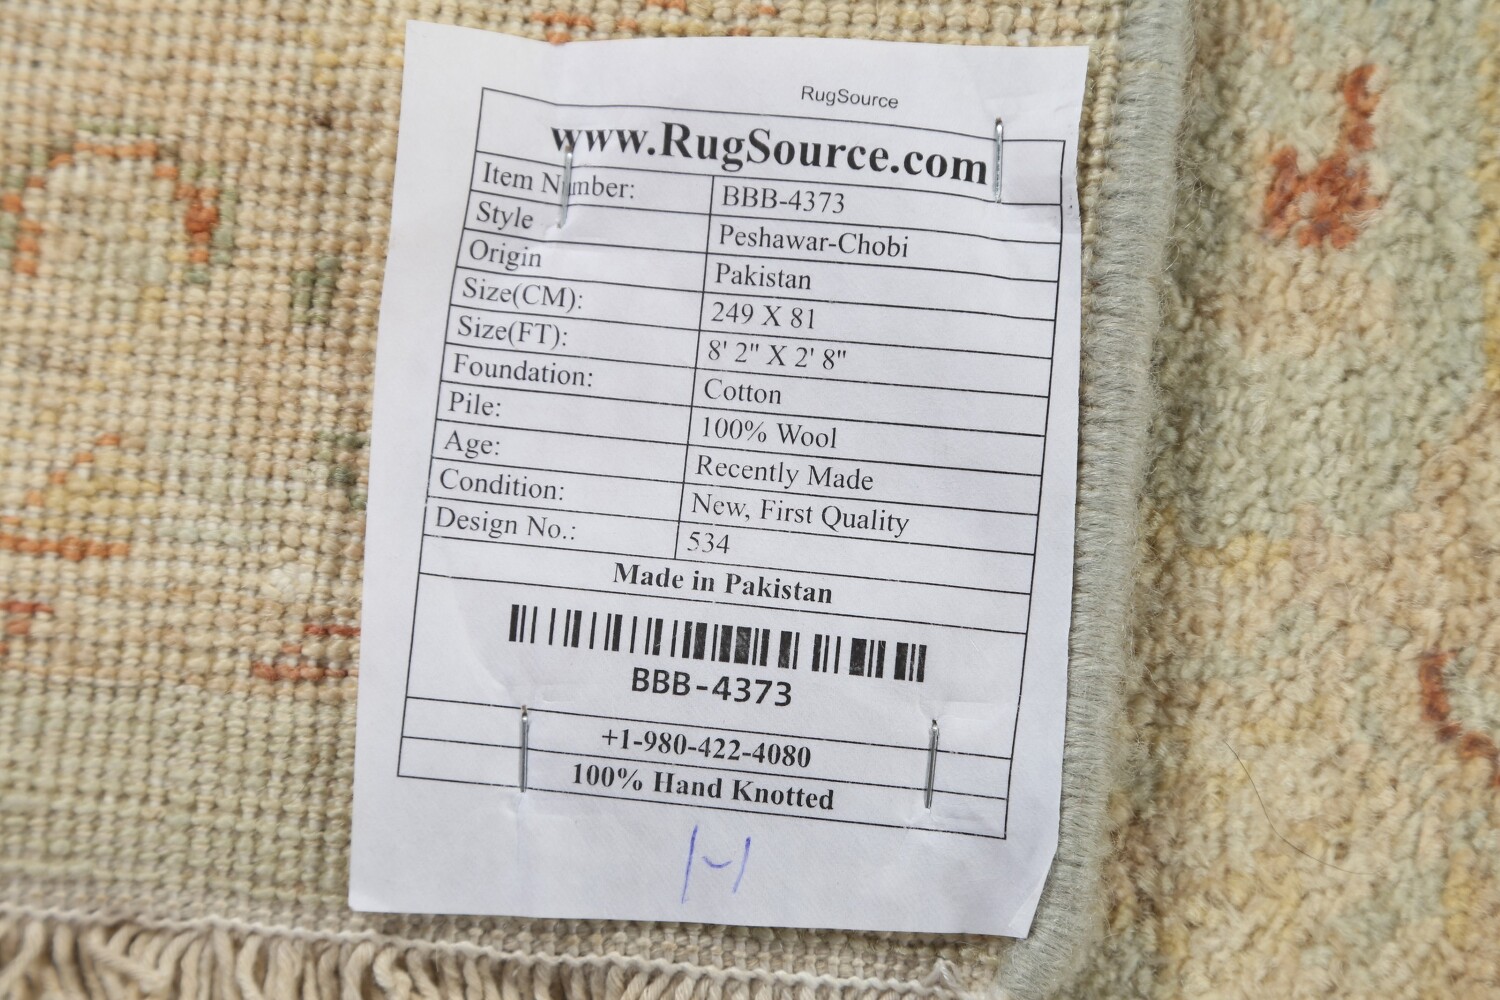 RugSource
www.RugSource.com
Item Number: BBB-4373
Style Peshawar-Chobi
Origin Pakistan
Size(CM): 249 X 81
Size(FT): 8' 2" X 2' 8"
Foundation: Cotton
Pile: 100% Wool
Age: Recently Made
Condition: New, First Quality
Design No.: 534
Made in Pakistan
BBB-4373
+1-980-422-4080
100% Hand Knotted